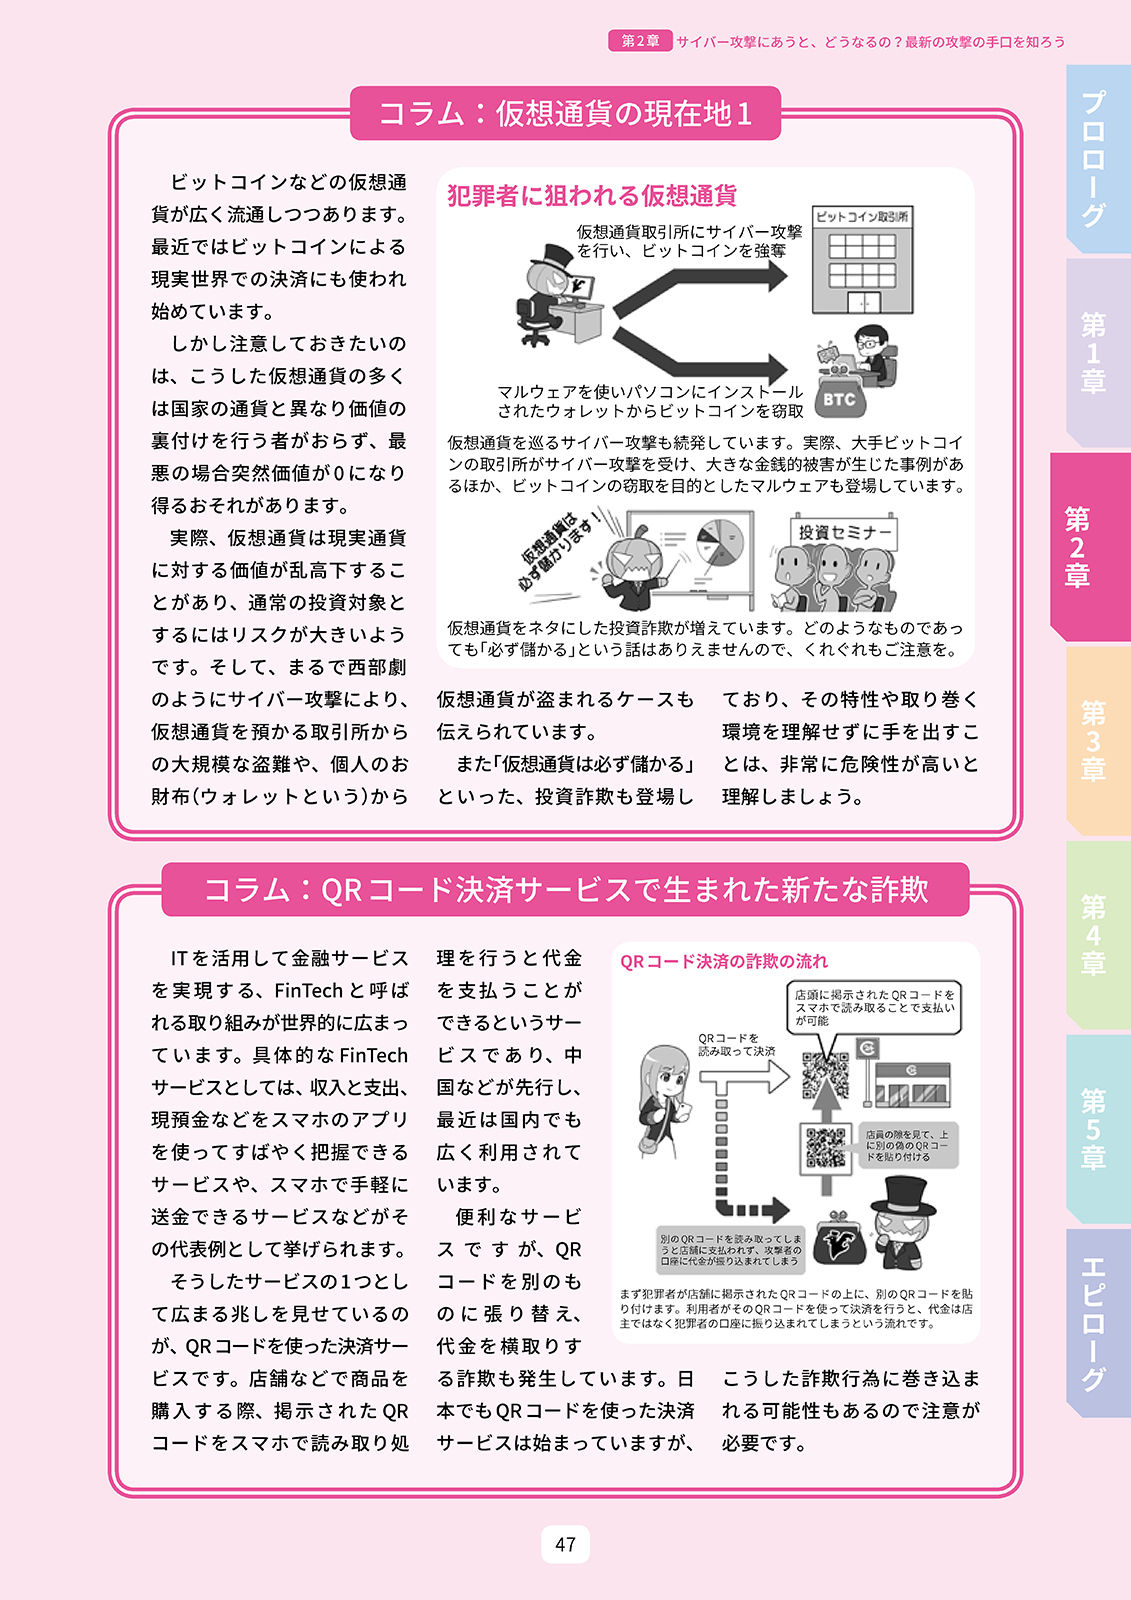 第2章 サイバー攻撃にあうと、どうなるの？最新の攻撃の手口を知ろう
コラム：仮想通貨の現在地1
ビットコインなどの仮想通
貨が広く流通しつつあります。
最近ではビットコインによる
現実世界での決済にも使われ
始めています。
しかし注意しておきたいの
は、こうした仮想通貨の多く
は国家の通貨と異なり価値の
裏付けを行う者がおらず、最
悪の場合突然価値が0になり
得るおそれがあります。
実際、仮想通貨は現実通貨
に対する価値が乱高下するこ
とがあり、通常の投資対象と
するにはリスクが大きいよう
です。そして、まるで西部劇
のようにサイバー攻撃により、
仮想通貨を預かる取引所から
の大規模な盗難や、個人のお
財布（ウォレットという）から
犯罪者に狙われる仮想通貨
仮想通貨取引所にサイバー攻撃
を行い、ビットコインを強奪
ビットコイン取引所
マルウェアを使いパソコンにインストール
されたウォレットからビットコインを窃取
BTC
仮想通貨を巡るサイバー攻撃も続発しています。実際、大手ビットコイ
ンの取引所がサイバー攻撃を受け、大きな金銭的被害が生じた事例があ
るほか、ビットコインの窃取を目的としたマルウェアも登場しています。
仮想通貨は
必ず儲かります！
投資セミナー
仮想通貨をネタにした投資詐欺が増えています。どのようなものであっ
ても「必ず儲かる」という話はありえませんので、くれぐれもご注意を。
仮想通貨が盗まれるケースも
伝えられています。
また「仮想通貨は必ず儲かる」
といった、投資詐欺も登場し
ており、その特性や取り巻く
環境を理解せずに手を出すこ
とは、非常に危険性が高いと
理解しましょう。
コラム：QRコード決済サービスで生まれた新たな詐欺
ITを活用して金融サービス
を実現する、FinTechと呼ば
れる取り組みが世界的に広まっ
ています。具体的なFinTech
サービスとしては、収入と支出、
現預金などをスマホのアプリ
を使ってすばやく把握できる
サービスや、スマホで手軽に
送金できるサービスなどがそ
の代表例として挙げられます。
そうしたサービスの1つとし
て広まる兆しを見せているの
が、QRコードを使った決済サー
ビスです。店舗などで商品を
購入する際、掲示されたQR
コードをスマホで読み取り処
理を行うと代金
を支払うことが
できるというサー
ビスであり、中
国などが先行し、
最近は国内でも
広く利用されて
います。
便利なサービ
スですが、QR
コードを別のも
のに張り替え、
代金を横取りす
る詐欺も発生しています。日
本でもQRコードを使った決済
サービスは始まっていますが、
QRコード決済の詐欺の流れ
店頭に掲示されたQRコードを
スマホで読み取ることで支払い
が可能
QRコードを
読み取って決済
店員の隙を見て、上
に別の偽のQRコー
ドを貼り付ける
別のQRコードを読み取ってしま
うと店舗に支払われず、攻撃者の
口座に代金が振り込まれてしまう
まず犯罪者が店舗に掲示されたQRコードの上に、別のQRコードを貼
り付けます。利用者がそのQRコードを使って決済を行うと、代金は店
主ではなく犯罪者の口座に振り込まれてしまうという流れです。
こうした詐欺行為に巻き込ま
れる可能性もあるので注意が
必要です。
プロローグ
第1章
第2章
第3章
第4章
第5章
エピローグ
47